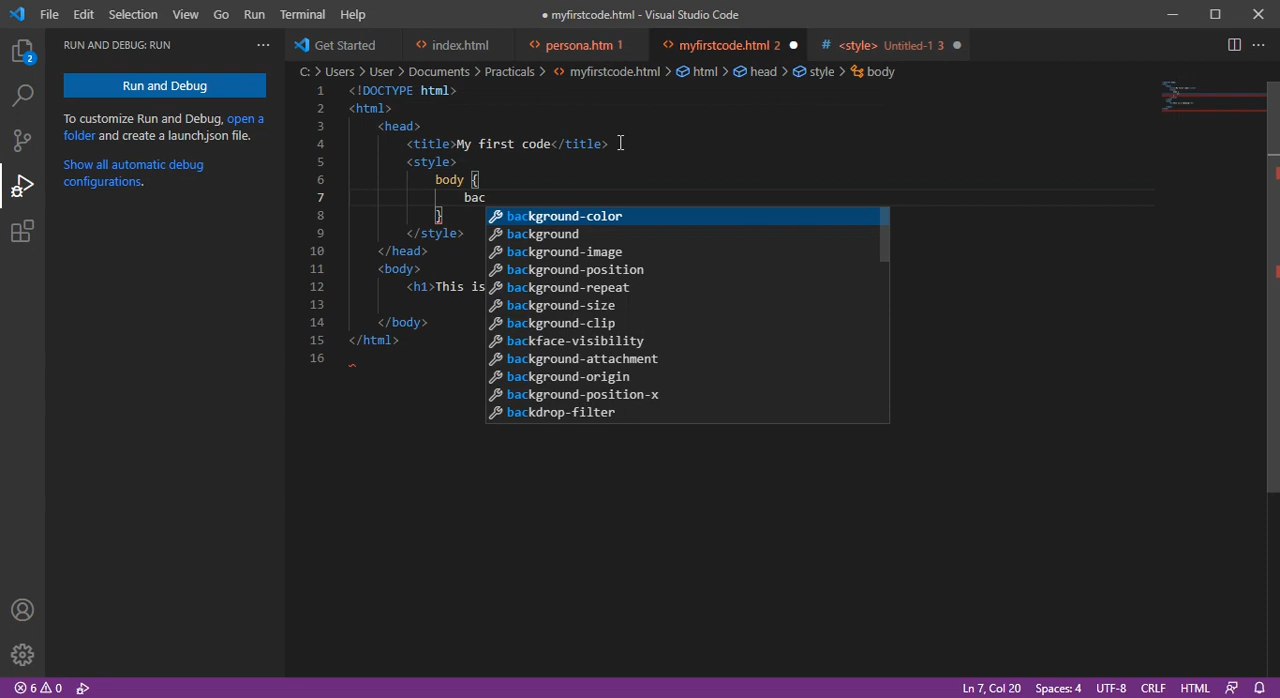 File Edit Selection View Go Run Terminal Help ● myfirstcode.html - Visual Studio Code
RUN AND DEBUG: RUN ···
Get Started <> index.html <> persona.htm 1 <> myfirstcode.html 2 ● # <style> Untitled-1 3 ●
C: > Users > User > Documents > Practicals > <> myfirstcode.html > html > head > style > body
2
Run and Debug
To customize Run and Debug, open a
folder and create a launch.json file.
Show all automatic debug
configurations.
1 <!DOCTYPE html>
2 <html>
3 <head>
4 <title>My first code</title>
5 <style>
6 body {
7 bac
8 }
9 </style>
10 </head>
11 <body>
12 <h1>This is
13
14 </body>
15 </html>
16
background-color
background
background-image
background-position
background-repeat
background-size
background-clip
backface-visibility
background-attachment
background-origin
background-position-x
backdrop-filter
6 0 Ln 7, Col 20 Spaces: 4 UTF-8 CRLF HTML